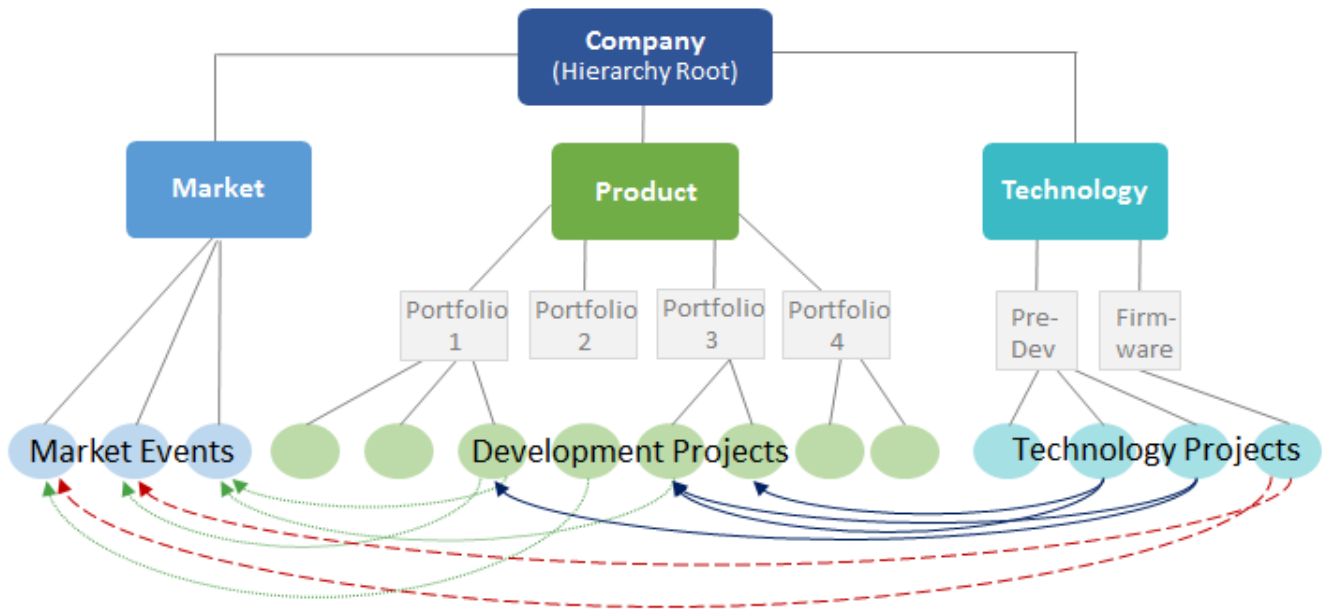 Company
(Hierarchy Root)
Market
Product
Technology
Portfolio
1
Portfolio
2
Portfolio
3
Portfolio
4
Pre-
Dev
Firm-
ware
Market Events
Development Projects
Technology Projects